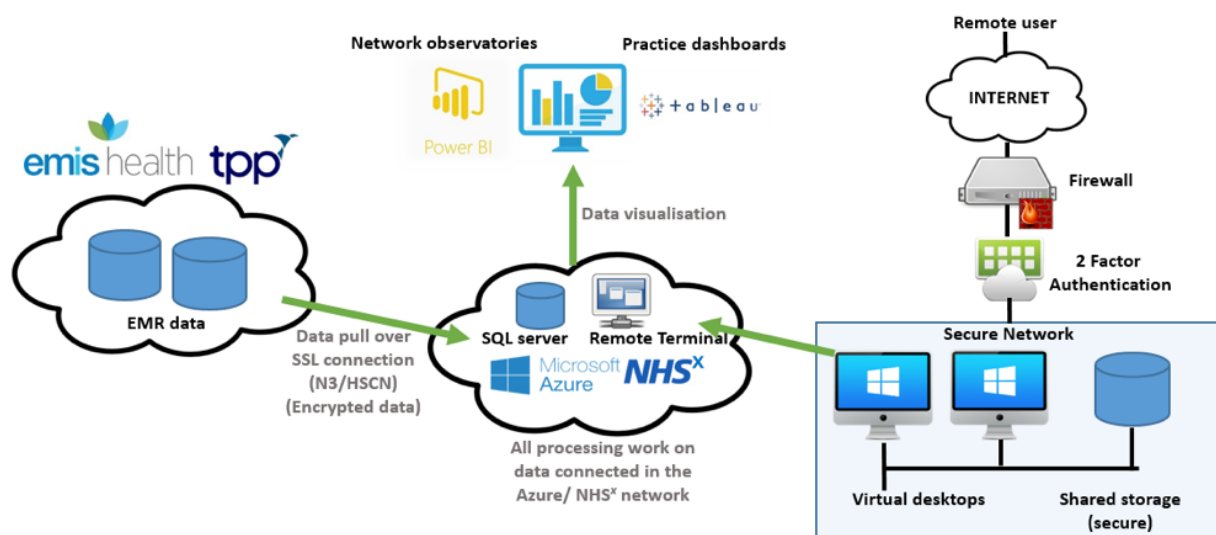 Network observatories
Practice dashboards
Power BI
+ableau
emis health
tpp
EMR data
Data pull over
SSL connection
(N3/HSCN)
(Encrypted data)
Data visualisation
SQL server
Remote Terminal
Microsoft
Azure
NHSX
All processing work on
data connected in the
Azure/ NHSˣ network
Remote user
INTERNET
Firewall
2 Factor
Authentication
Secure Network
Virtual desktops
Shared storage
(secure)